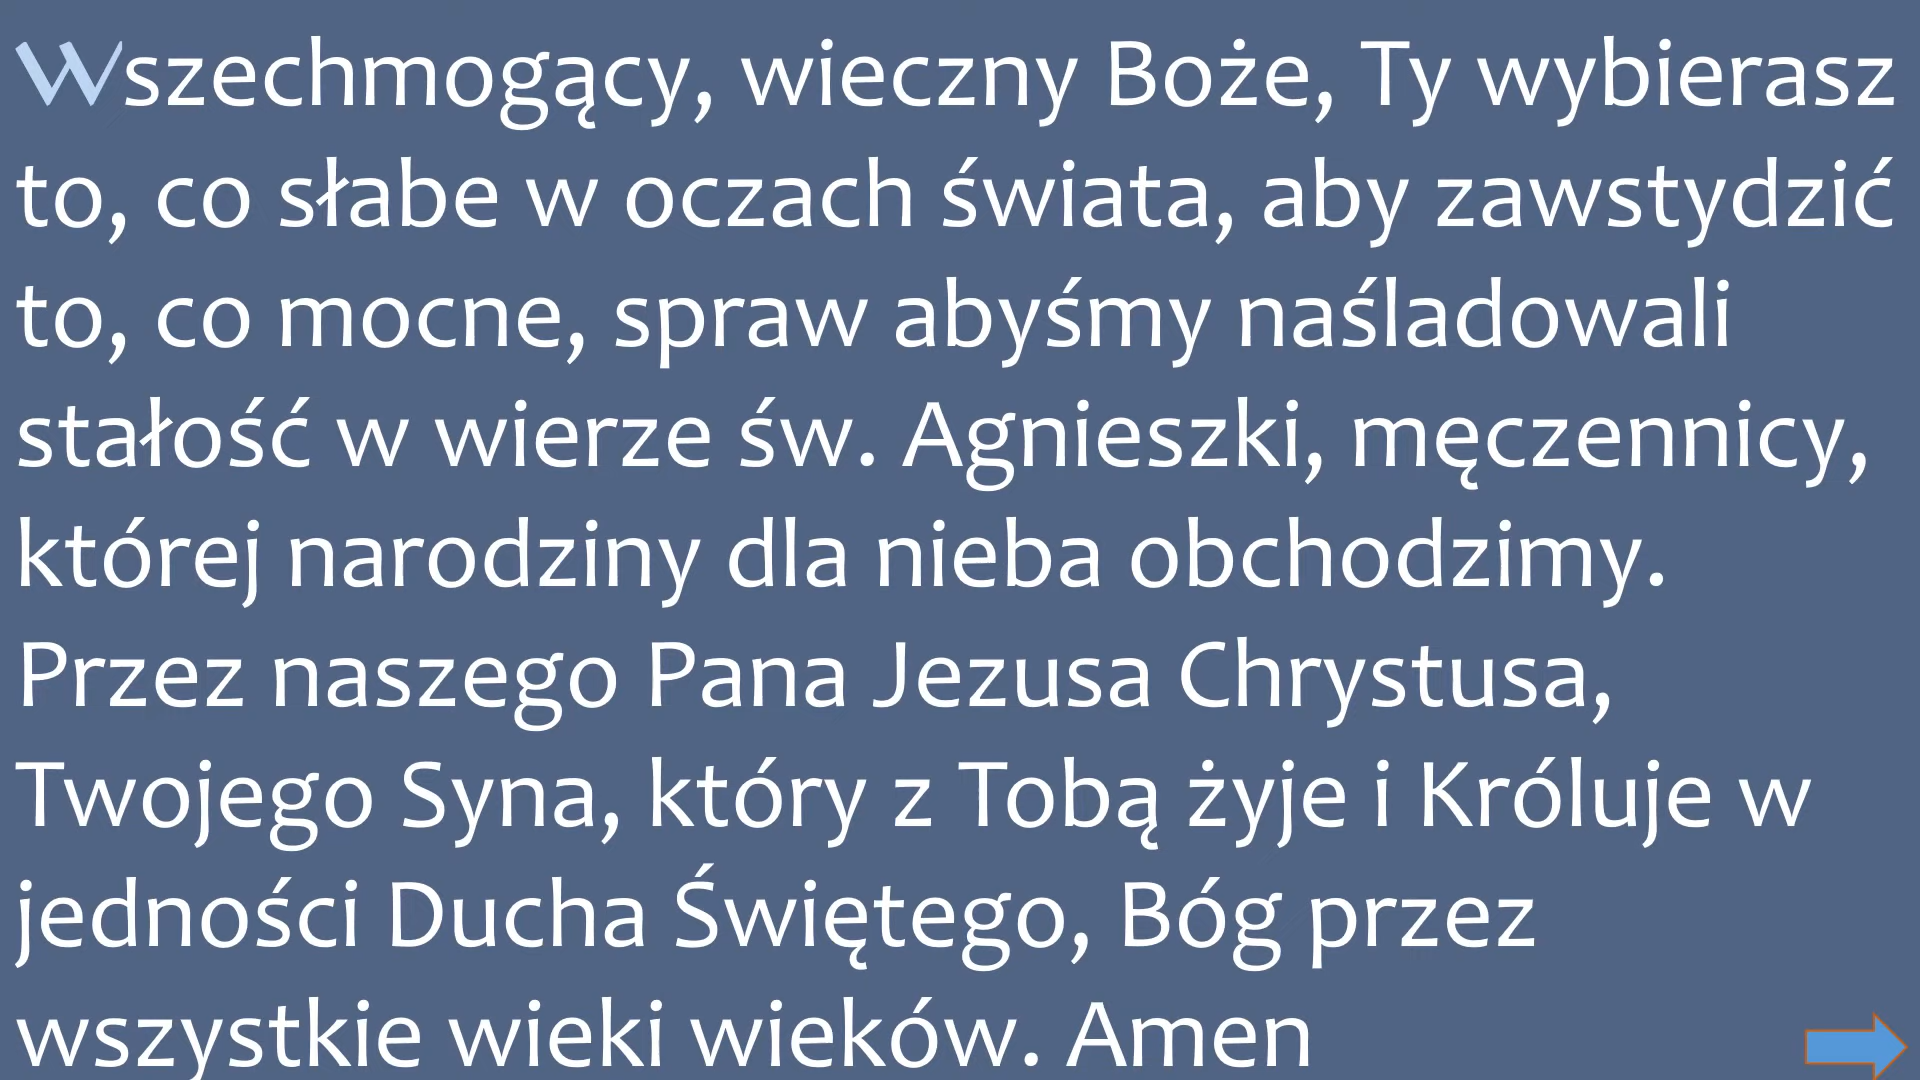 Wszechmogący, wieczny Boże, Ty wybierasz
to, co słabe w oczach świata, aby zawstydzić
to, co mocne, spraw abyśmy naśladowali
stałość w wierze św. Agnieszki, męczennicy,
której narodziny dla nieba obchodzimy.
Przez naszego Pana Jezusa Chrystusa,
Twojego Syna, który z Tobą żyje i Króluje w
jedności Ducha Świętego, Bóg przez
wszystkie wieki wieków. Amen